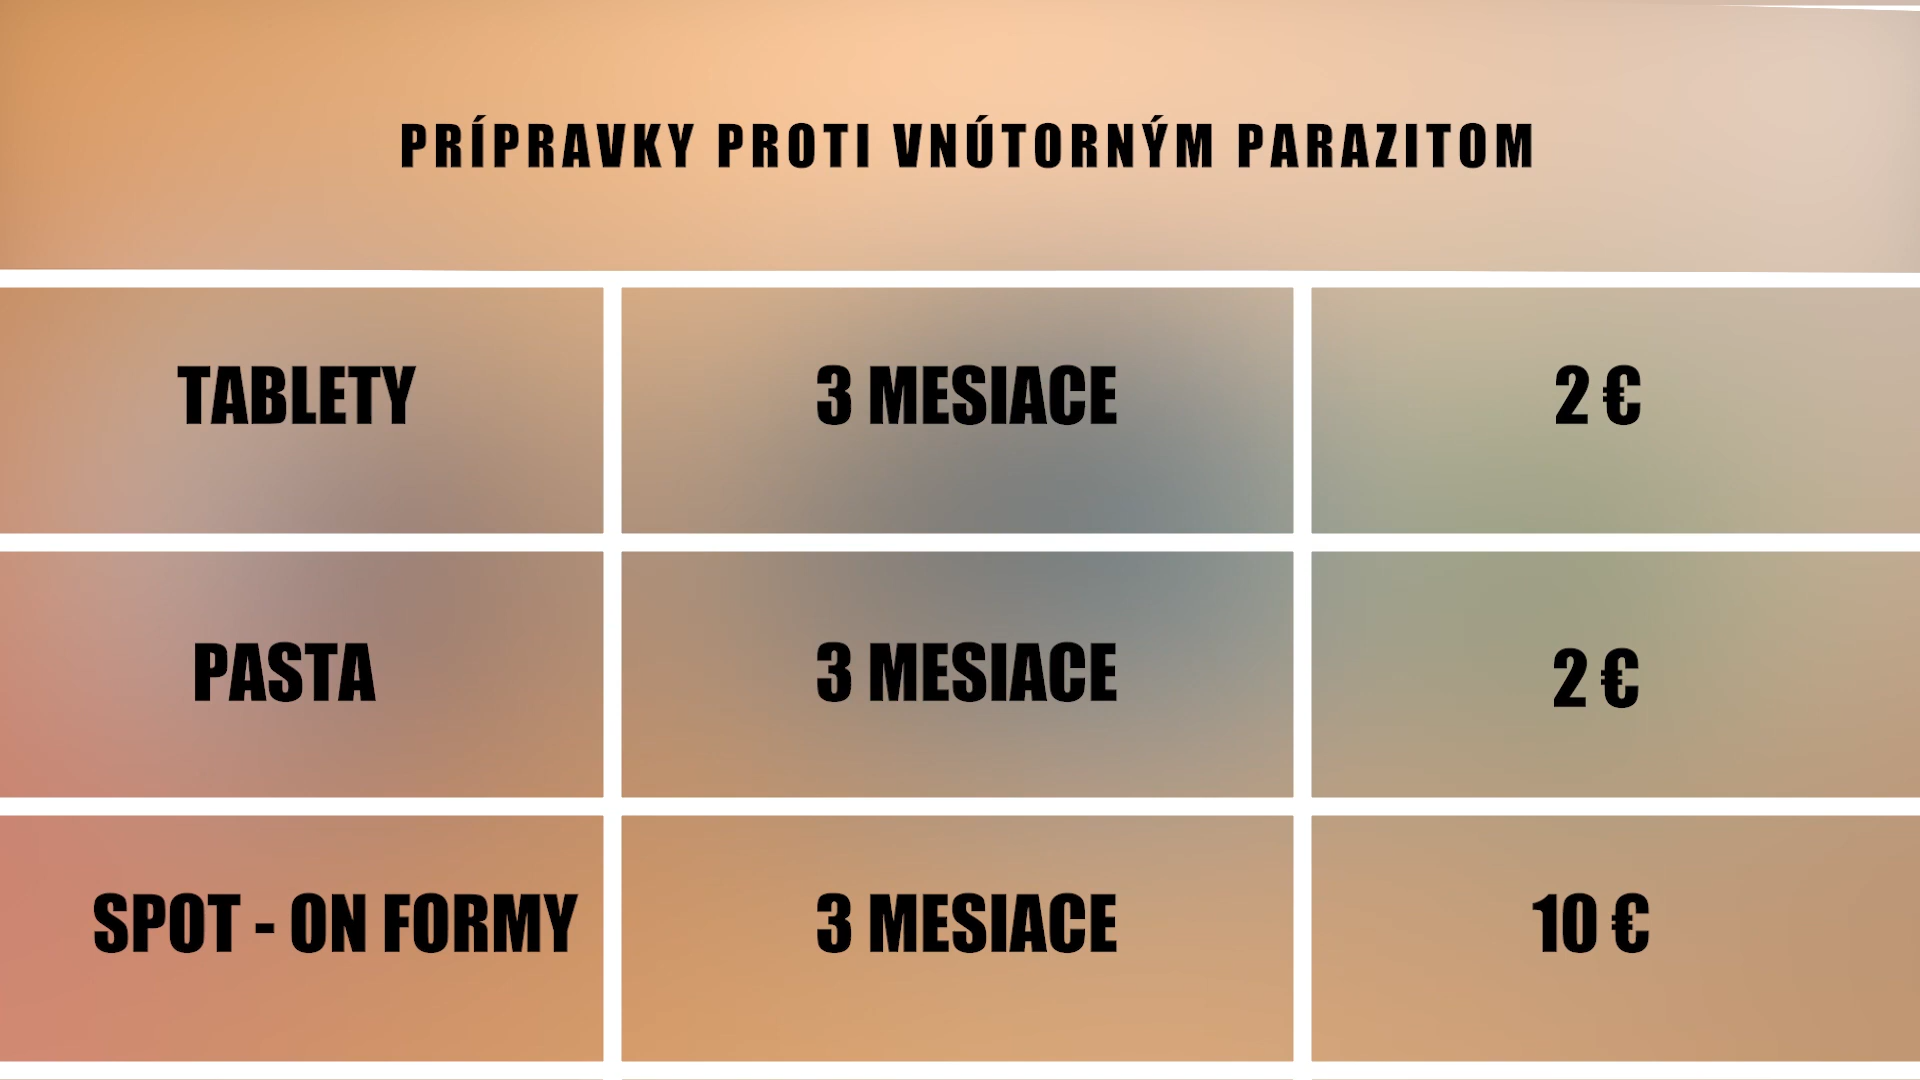 PRÍPRAVKY PROTI VNÚTORNÝM PARAZITOM
TABLETY 3 MESIACE 2 €
PASTA 3 MESIACE 2 €
SPOT - ON FORMY 3 MESIACE 10 €